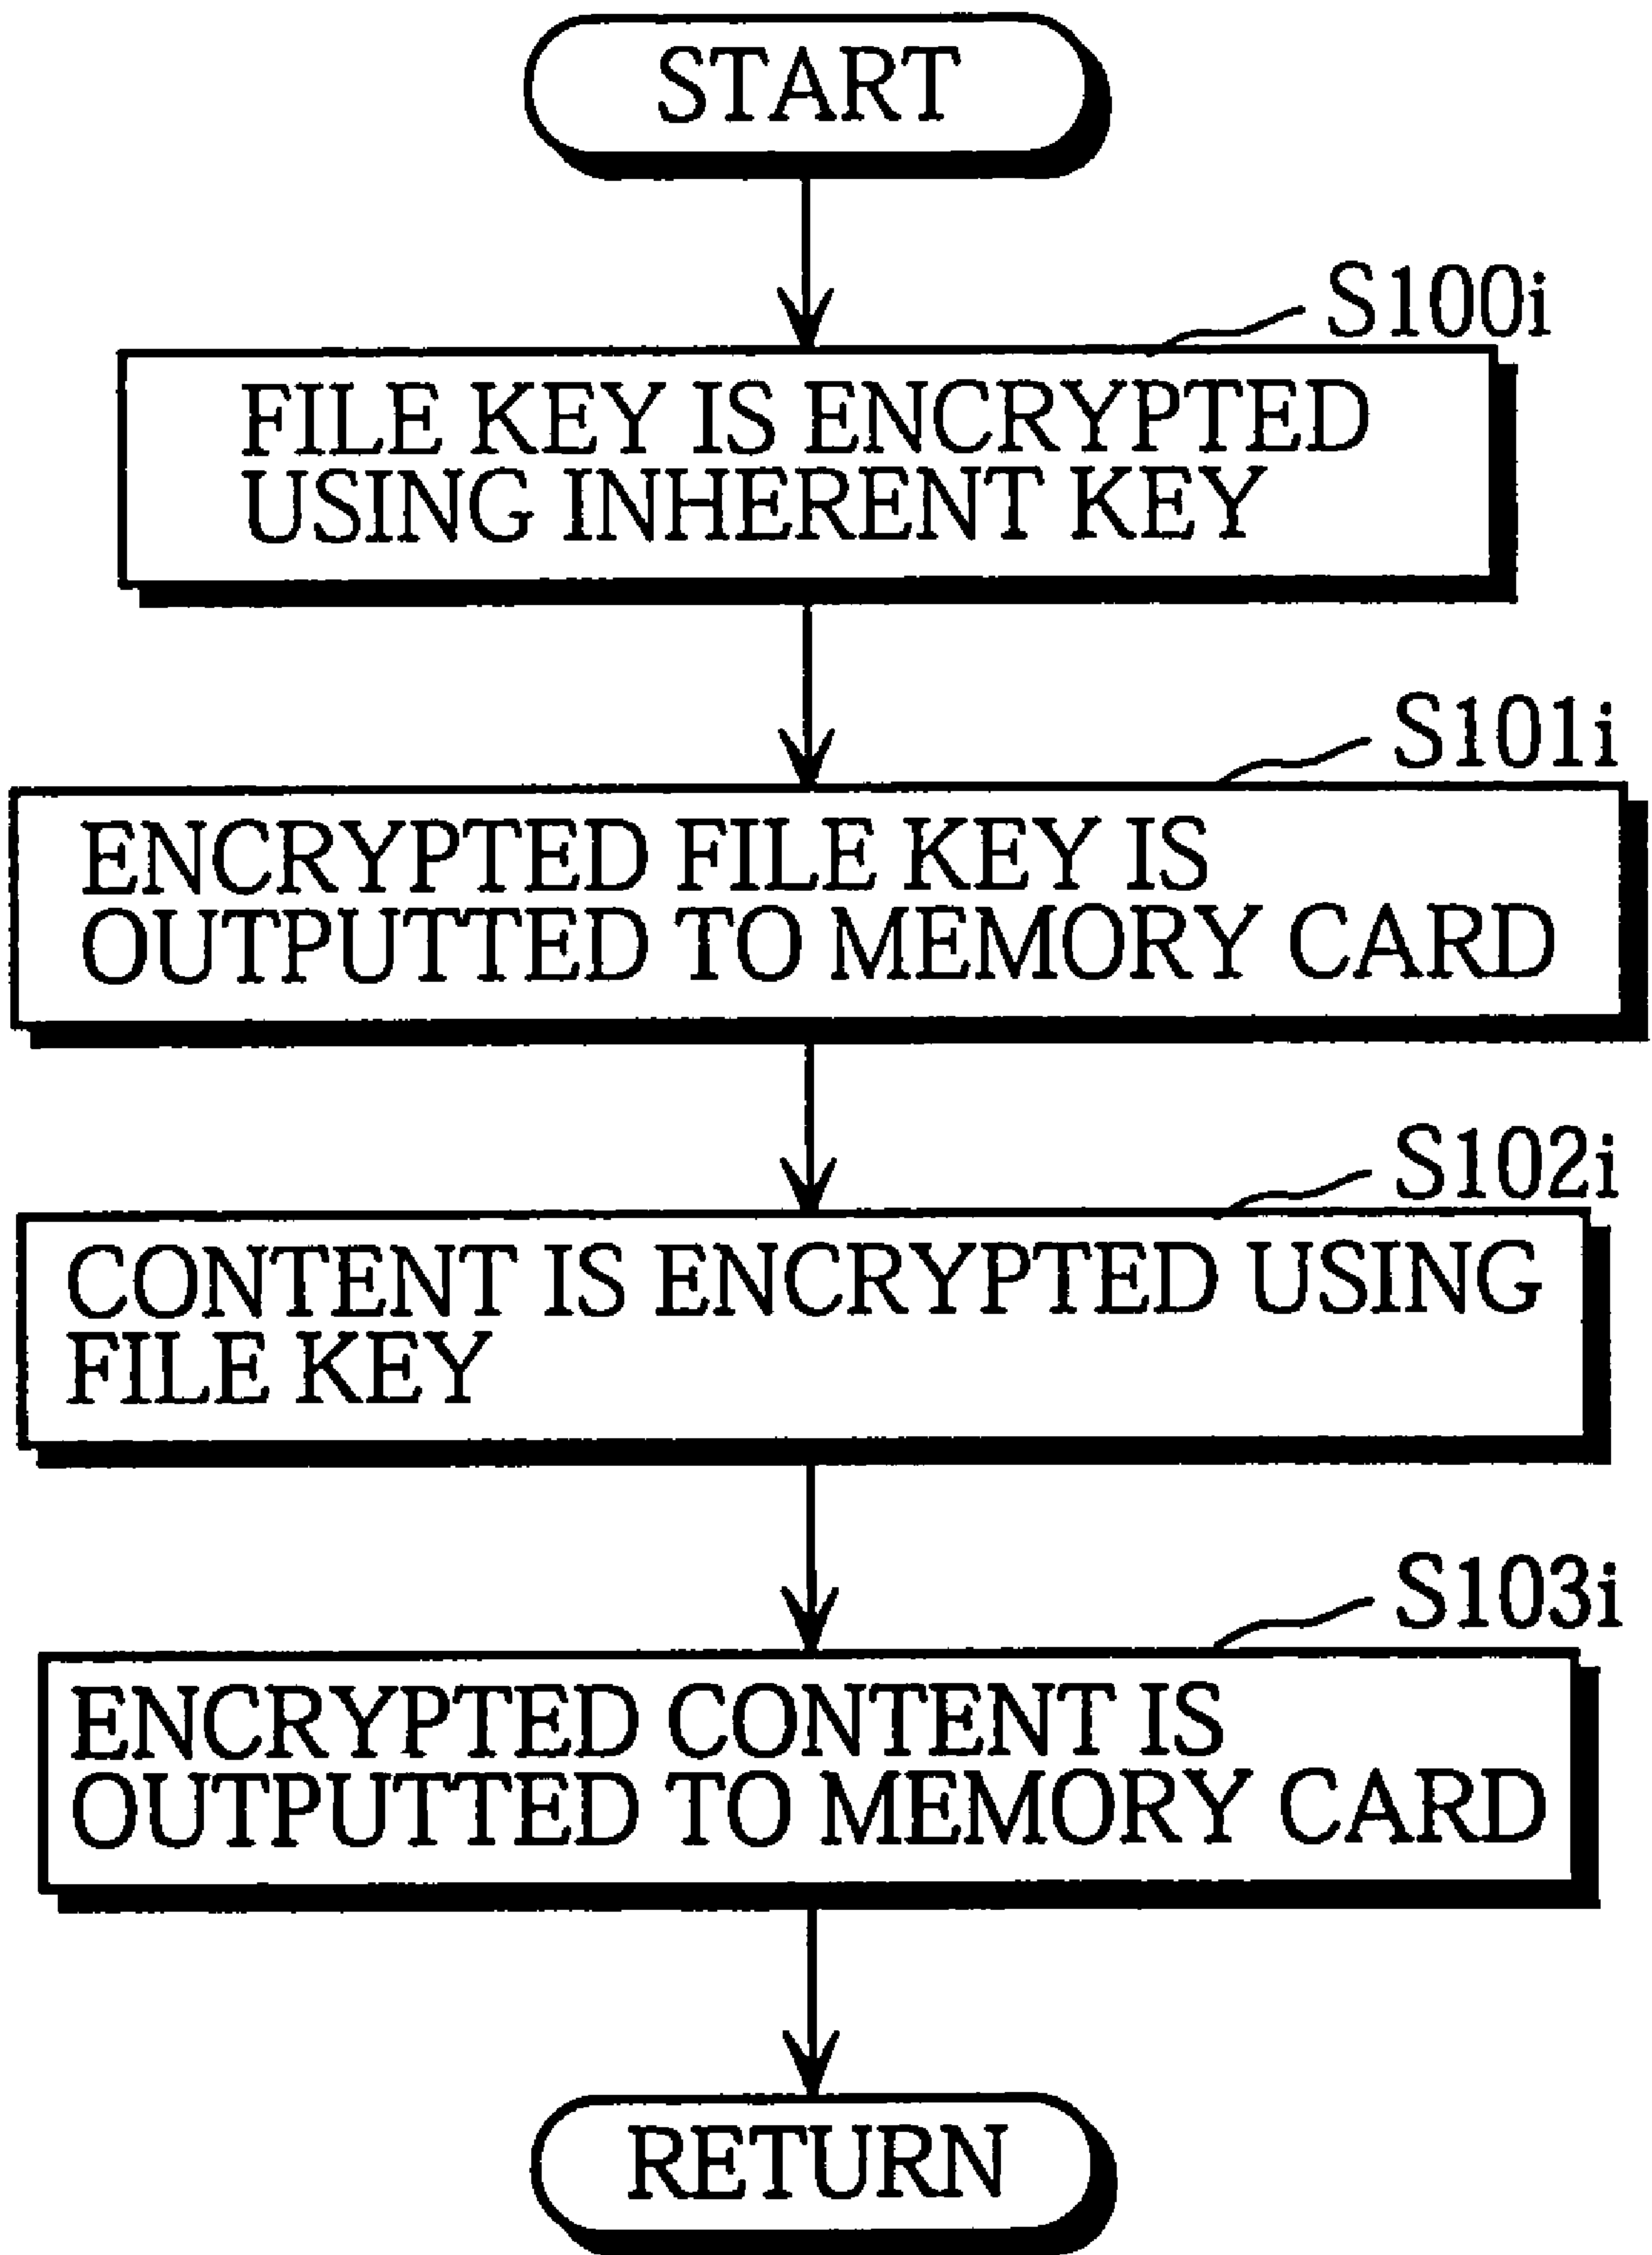 START
S100i
FILE KEY IS ENCRYPTED
USING INHERENT KEY
S101i
ENCRYPTED FILE KEY IS
OUTPUTTED TO MEMORY CARD
S102i
CONTENT IS ENCRYPTED USING
FILE KEY
S103i
ENCRYPTED CONTENT IS
OUTPUTTED TO MEMORY CARD
RETURN